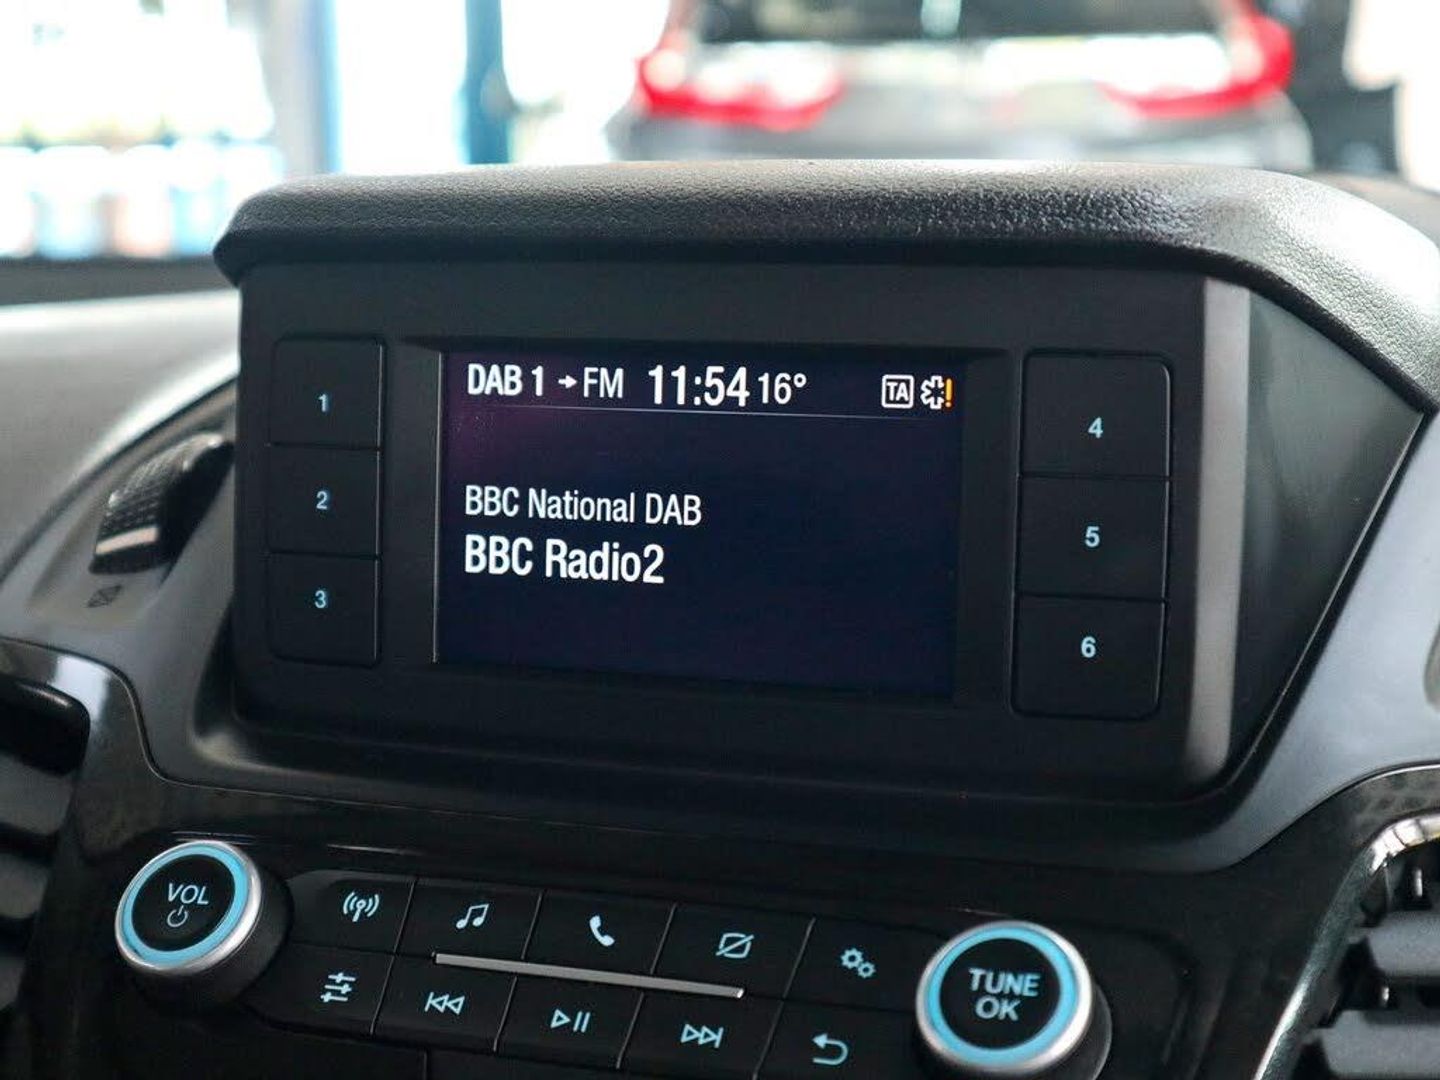 DAB 1 → FM 11:54 16° TA !
1
2
3
BBC National DAB
BBC Radio2
4
5
6
VOL
TUNE
OK